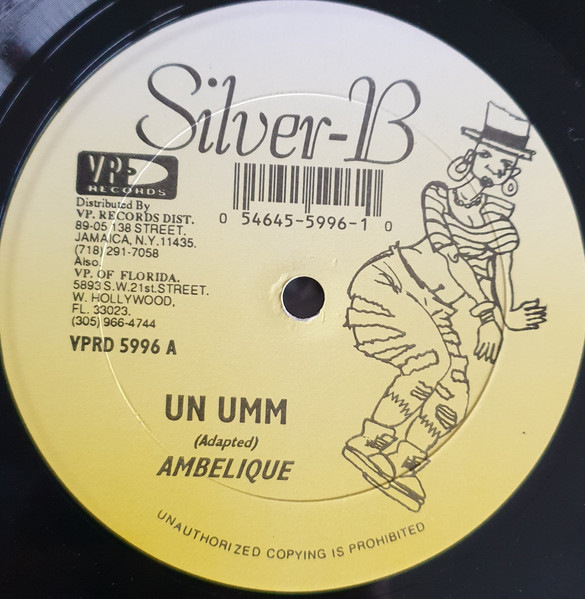 Silver-B
VP
RECORDS
0 54645-5996-1 0
Distributed By
VP. RECORDS DIST.
89-05 138 STREET.
JAMAICA, N.Y. 11435.
(718) 291-7058
Also.
VP. OF FLORIDA.
5893 S.W. 21st. STREET.
W. HOLLYWOOD,
FL. 33023.
(305) 966-4744
VPRD 5996 A
UN UMM
(Adapted)
AMBELIQUE
UNAUTHORIZED COPYING IS PROHIBITED